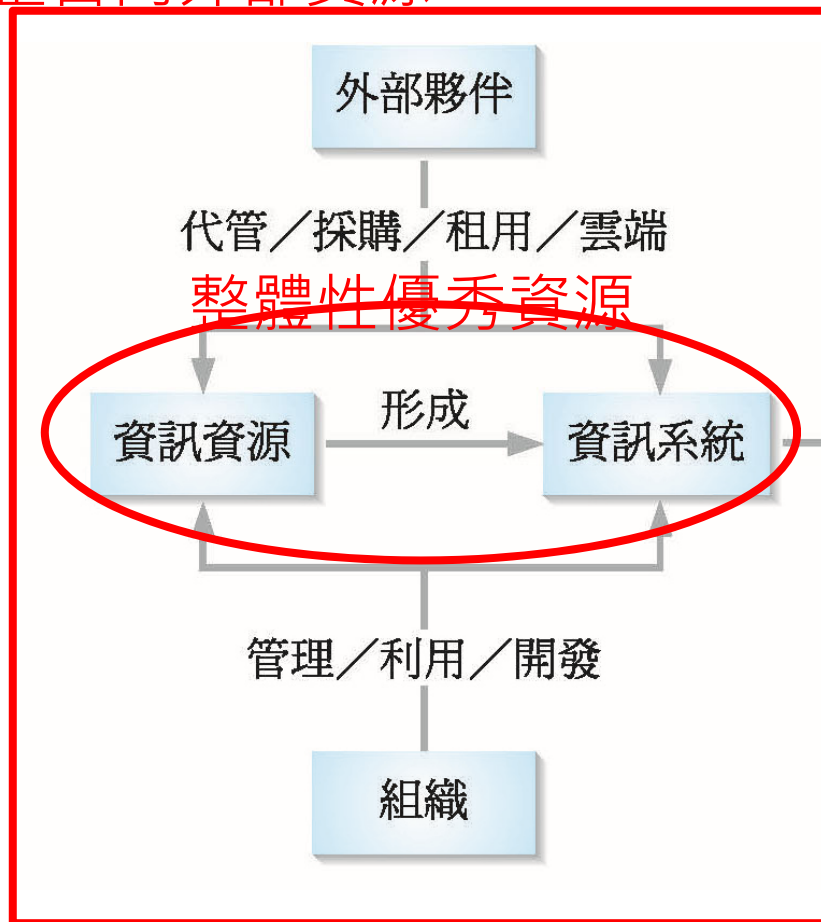 外部夥伴
代管／採購／租用／雲端
整體性優秀資源
資訊資源
形成
資訊系統
管理／利用／開發
組織